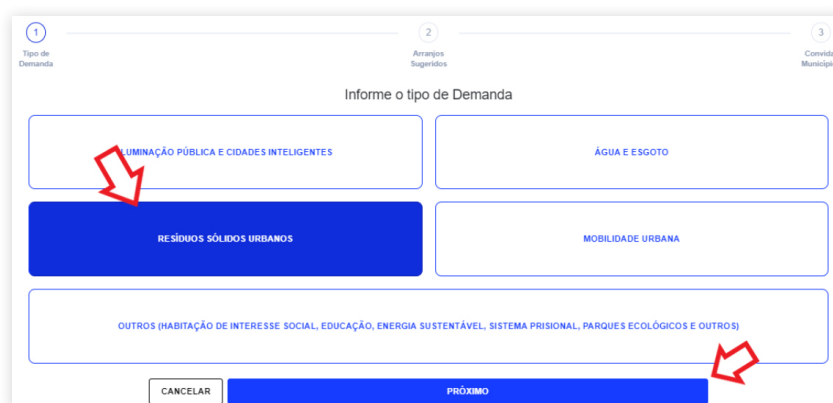 1
Tipo de
Demanda
2
Arranjos
Sugeridos
3
Informe o tipo de Demanda
PÚBLICA E CIDADES INTELIGENTES
ÁGUA E ESGOTO
RESÍDUOS SÓLIDOS URBANOS
MOBILIDADE URBANA
OUTROS (HABITAÇÃO DE INTERESSE SOCIAL, EDUCAÇÃO, ENERGIA SUSTENTÁVEL, SISTEMA PRISIONAL, PARQUES ECOLÓGICOS E OUTROS)
CANCELAR
PRÓXIMO